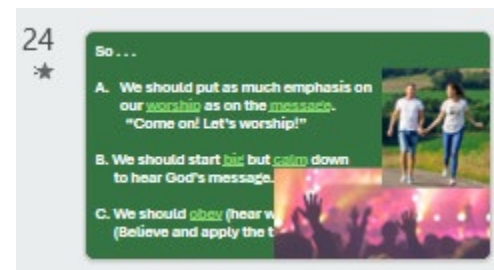 24
So . . .
A. We should put as much emphasis on
our worship as on the message.
"Come on! Let's worship!"
B. We should start big but calm down
to hear God's message.
C. We should obey (hear w
(Believe and apply the t